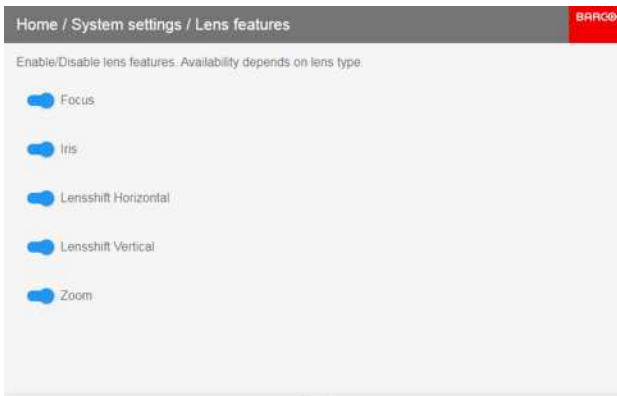 Home / System settings / Lens features
BARCO
Enable/Disable lens features. Availability depends on lens type.
Focus
Iris
Lensshift Horizontal
Lensshift Vertical
Zoom